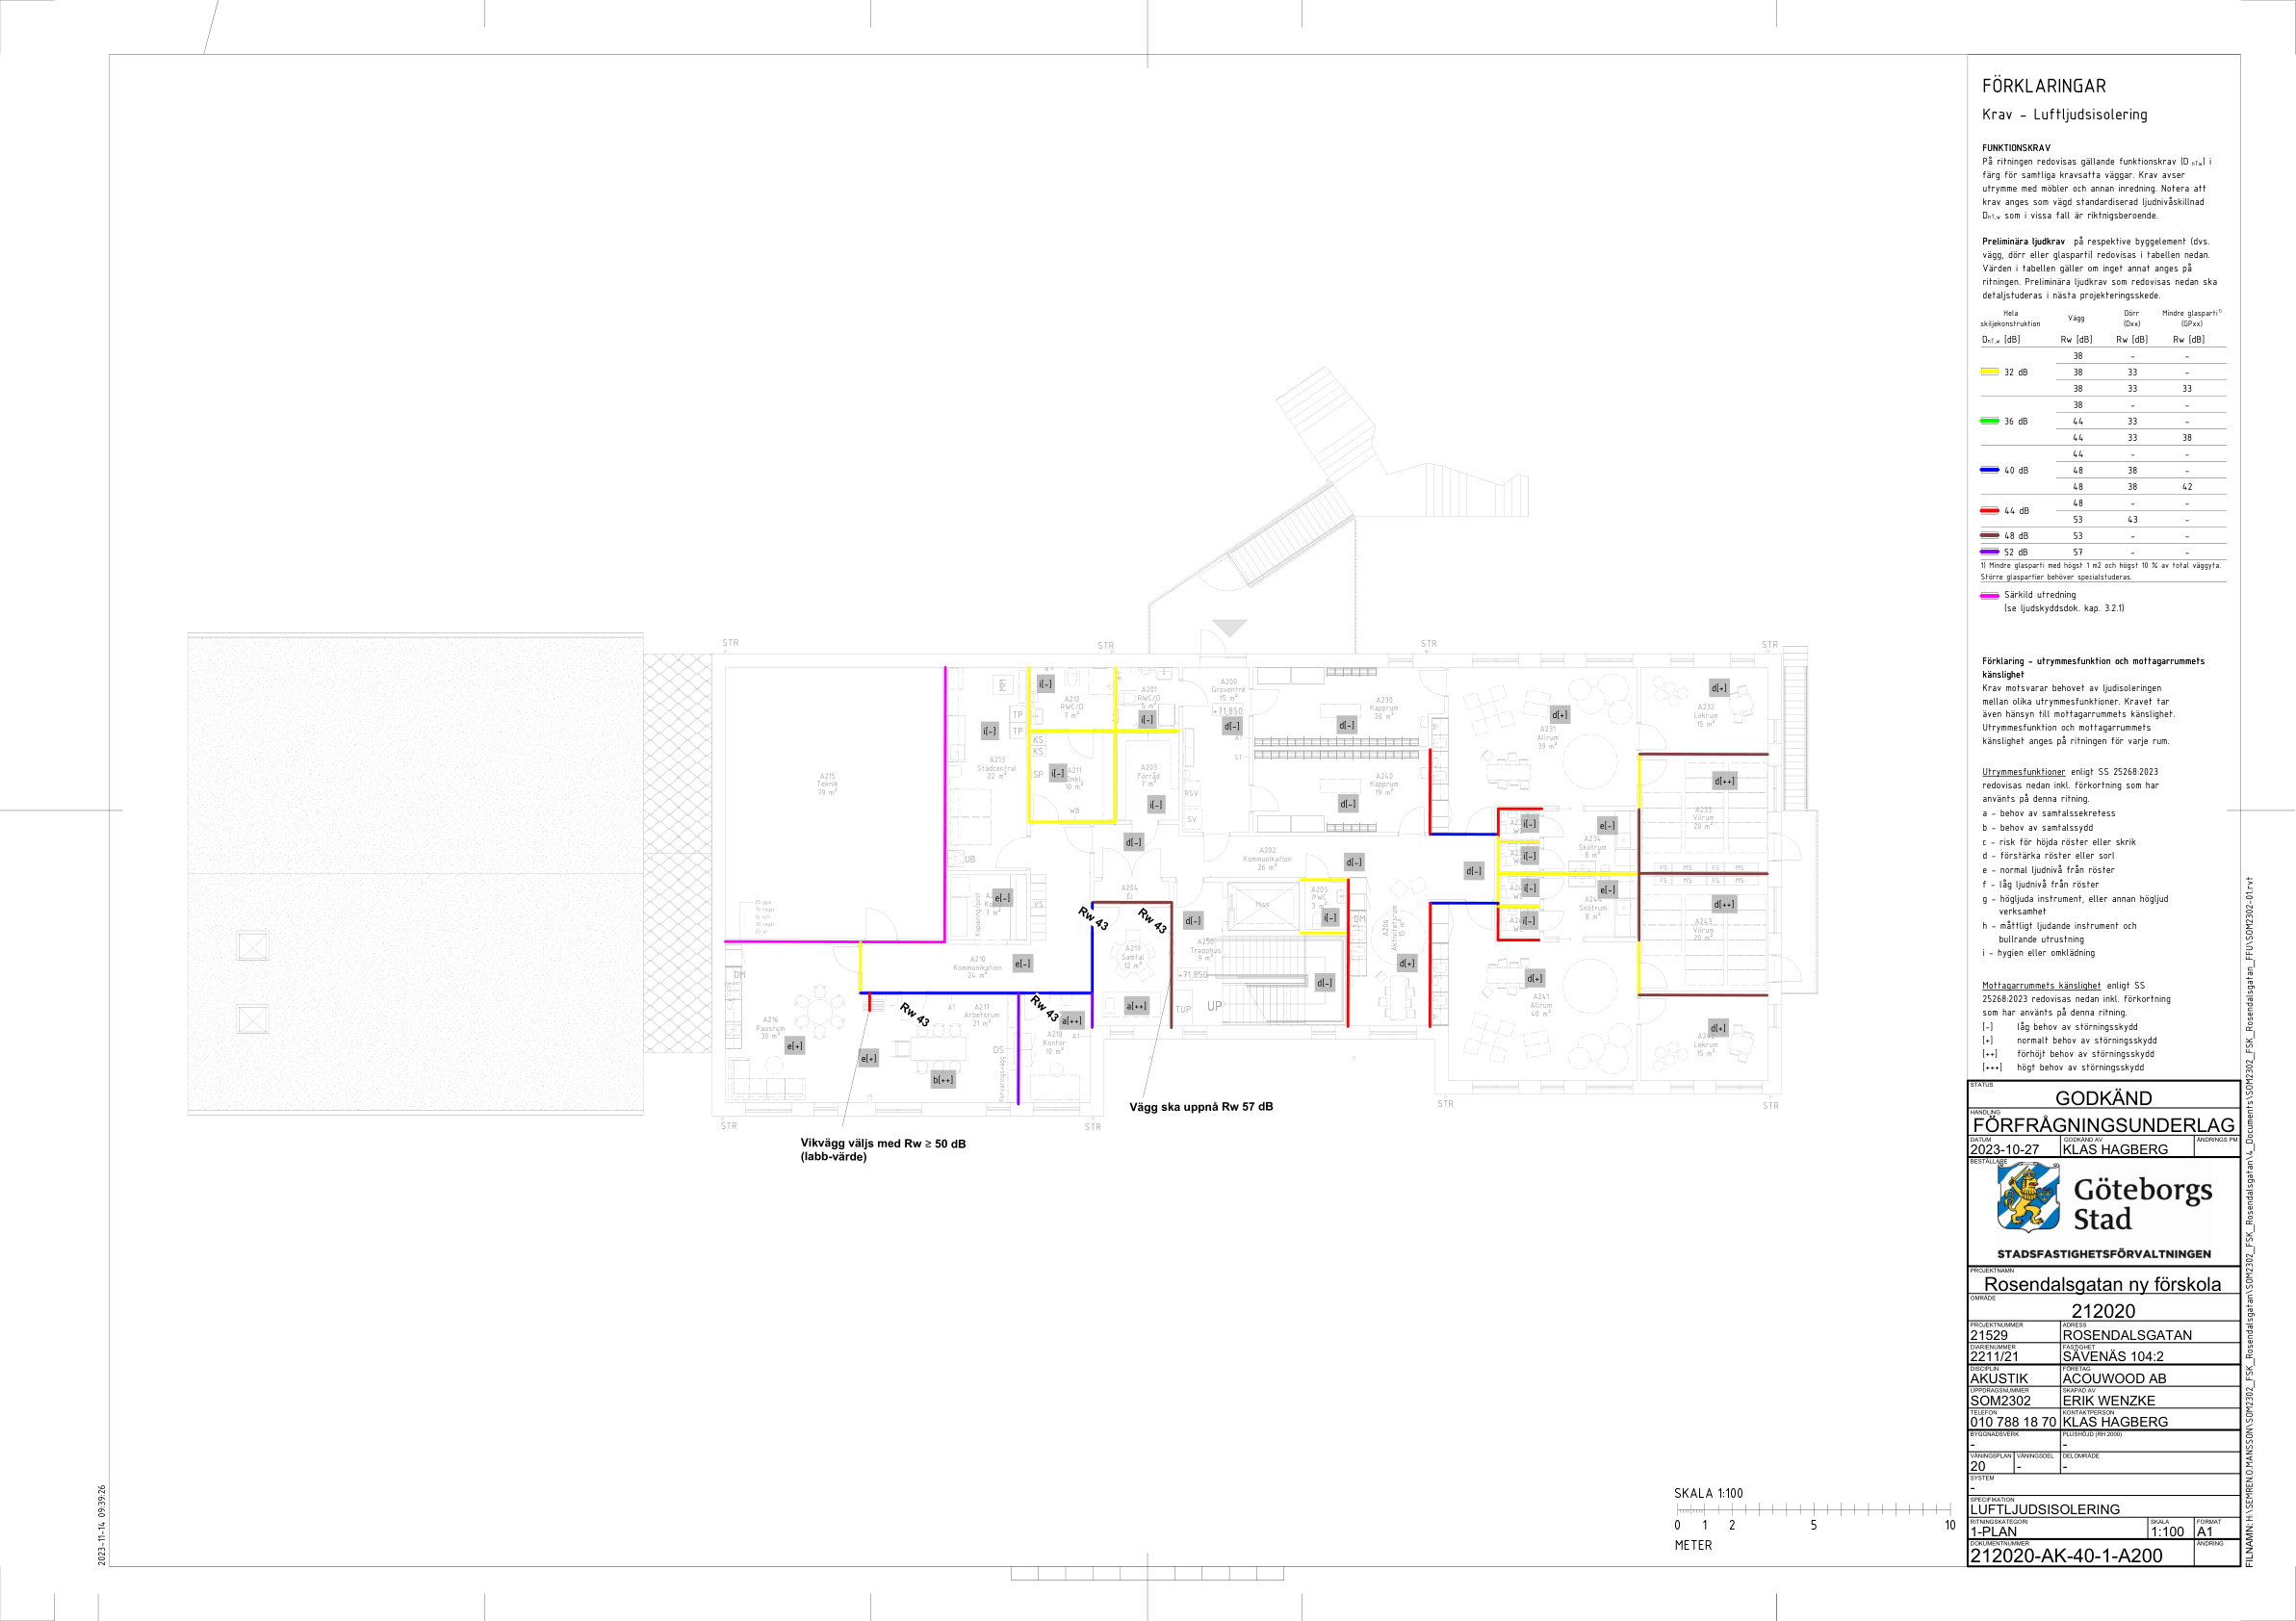 FÖRKLARINGAR
Krav - Luftljudsisolering
FUNKTIONSKRAV
På ritningen redovisas gällande funktionskrav (D nTw) i
färg för samtliga kravsatta väggar. Krav avser
utrymme med möbler och annan inredning. Notera att
krav anges som vägd standardiserad ljudnivåskillnad
DnT,w som i vissa fall är riktnigsberoende.
Preliminära ljudkrav på respektive byggelement (dvs.
vägg, dörr eller glasparti) redovisas i tabellen nedan.
Värden i tabellen gäller om inget annat anges på
ritningen. Preliminära ljudkrav som redovisas nedan ska
detaljstuderas i nästa projekteringsskede.
Hela skiljekonstruktion Vägg Dörr (Dxx) Mindre glasparti1) (GPxx)
DnT,w [dB] Rw [dB] Rw [dB] Rw [dB]
38 - -
32 dB 38 33 -
38 33 33
38 - -
36 dB 44 33 -
44 33 38
44 - -
40 dB 48 38 -
48 38 42
48 - -
44 dB
53 43 -
48 dB 53 - -
52 dB 57 - -
1) Mindre glasparti med högst 1 m2 och högst 10 % av total väggyta.
Större glaspartier behöver specialstuderas.
Särkild utredning
(se ljudskyddsdok. kap. 3.2.1)
Förklaring - utrymmesfunktion och mottagarrummets
känslighet
Krav motsvarar behovet av ljudisoleringen
mellan olika utrymmesfunktioner. Kravet tar
även hänsyn till mottagarrummets känslighet.
Utrymmesfunktion och mottagarrummets
känslighet anges på ritningen för varje rum.
Utrymmesfunktioner enligt SS 25268:2023
redovisas nedan inkl. förkortning som har
använts på denna ritning.
a - behov av samtalssekretess
b - behov av samtalssydd
c - risk för höjda röster eller skrik
d - förstärka röster eller sorl
e - normal ljudnivå från röster
f - låg ljudnivå från röster
g - högljuda instrument, eller annan högljud
verksamhet
h - måttligt ljudande instrument och
bullrande utrustning
i - hygien eller omklädning
Mottagarrummets känslighet enligt SS
25268:2023 redovisas nedan inkl. förkortning
som har använts på denna ritning.
[-] låg behov av störningsskydd
[+] normalt behov av störningsskydd
[++] förhöjt behov av störningsskydd
[+++] högt behov av störningsskydd
STATUS
GODKÄND
HANDLING
FÖRFRÅGNINGSUNDERLAG
DATUM GODKÄND AV ÄNDRINGS PM
2023-10-27 KLAS HAGBERG
BESTÄLLARE
Göteborgs
Stad
STADSFASTIGHETSFÖRVALTNINGEN
PROJEKTNAMN
Rosendalsgatan ny förskola
OMRÅDE
212020
PROJEKTNUMMER ADRESS
21529 ROSENDALSGATAN
DIARIENUMMER FASTIGHET
2211/21 SÄVENÄS 104:2
DISCIPLIN FÖRETAG
AKUSTIK ACOUWOOD AB
UPPDRAGSNUMMER SKAPAD AV
SOM2302 ERIK WENZKE
TELEFON KONTAKTPERSON
010 788 18 70 KLAS HAGBERG
BYGGNADSVERK PLUSHÖJD (RH 2000)
- -
VÅNINGSPLAN VÅNINGSDEL DELOMRÅDE
20 - -
SYSTEM
-
SPECIFIKATION
LUFTLJUDSISOLERING
RITNINGSKATEGORI SKALA FORMAT
1-PLAN 1:100 A1
DOKUMENTNUMMER ÄNDRING
212020-AK-40-1-A200
STR STR STR STR
A215
Teknik
79 m²
A213
Städcentral
22 m²
i[-]
MM
TP
TP
A212
RWC/D
7 m²
i[-]
A201
RWC/D
5 m²
i[-]
KS
KS
SP
A211
10 m²
i[-]
WB
A203
Förråd
7 m²
i[-]
A200
Groventré
15 m²
+71,850
d[-]
ST
RSV
SV
A230
Kapprum
20 m²
d[-]
A240
Kapprum
19 m²
d[-]
A231
Allrum
39 m²
d[+]
A232
Lekrum
15 m²
d[+]
A233
Vilrum
20 m²
d[++]
A234
Skötrum
8 m²
e[-]
i[-]
i[-]
i[-]
i[-]
FS MS FS MS
FS MS FS MS
Skötrum
8 m²
e[-]
A243
Vilrum
20 m²
d[++]
A241
Allrum
40 m²
d[+]
Lekrum
15 m²
d[+]
A202
Kommunikation
26 m²
d[-]
d[-]
d[-]
A204
El
UB
VS
Kopiering/post
e[-]
A205
PWC
3 m²
i[-]
Hiss
DM
A206
Aktivitetsrum
15 m²
d[+]
d[-]
Trapphus
9 m²
+71,850
d[-]
TUP
UP
A219
Samtal
12 m²
a[++]
A210
Kommunikation
24 m²
e[-]
DM
A216
Pausrum
30 m²
e[+]
e[+]
AT
A217
Arbetsrum
21 m²
b[++]
DS
Förvaringsvägg
A218
Kontor
10 m²
a[++]
AT
Rw 43
Rw 43
Rw 43
Rw 43
Vägg ska uppnå Rw 57 dB
Vikvägg väljs med Rw ≥ 50 dB
(labb-värde)
STR STR STR STR
SKALA 1:100
0 1 2 5 10
METER
2023-11-14 09:39:26